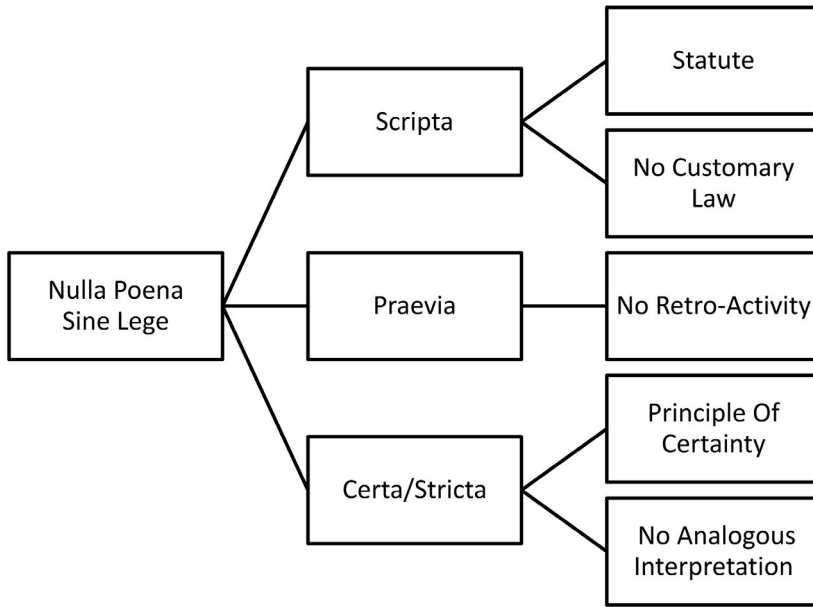 Nulla Poena
Sine Lege
Scripta
Statute
No Customary
Law
Praevia
No Retro-Activity
Certa/Stricta
Principle Of
Certainty
No Analogous
Interpretation